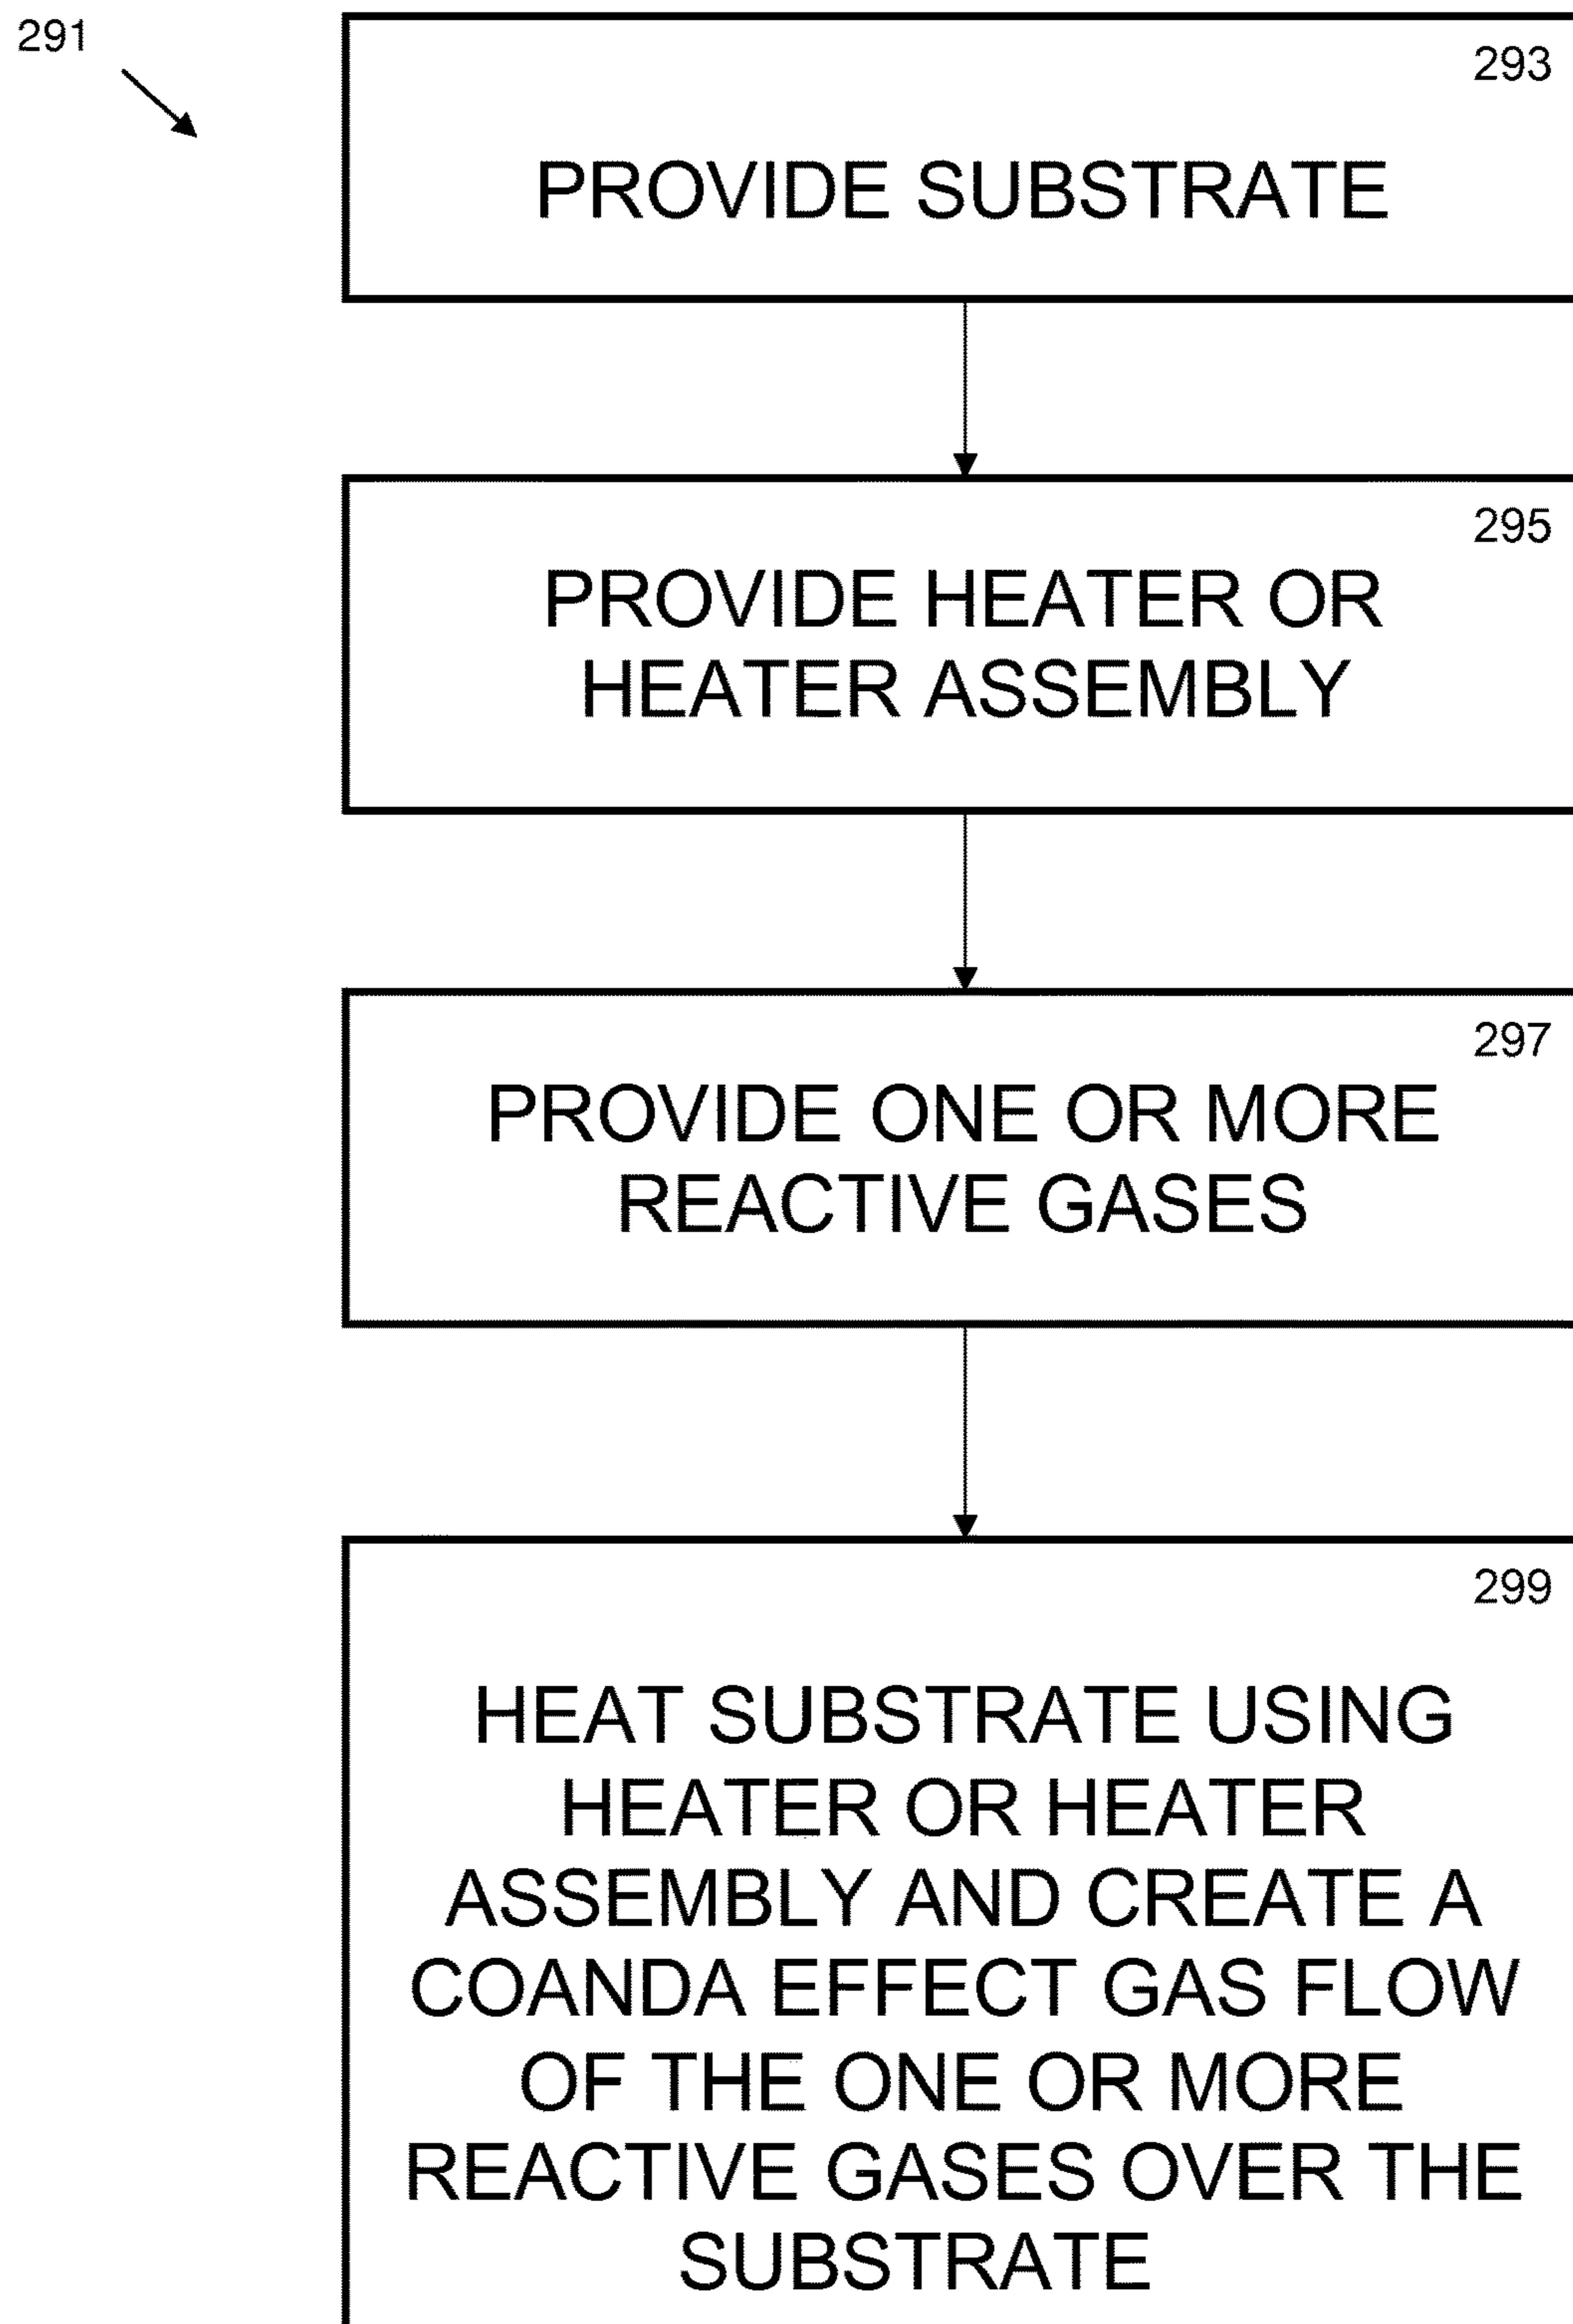 291
293
PROVIDE SUBSTRATE
295
PROVIDE HEATER OR
HEATER ASSEMBLY
297
PROVIDE ONE OR MORE
REACTIVE GASES
299
HEAT SUBSTRATE USING
HEATER OR HEATER
ASSEMBLY AND CREATE A
COANDA EFFECT GAS FLOW
OF THE ONE OR MORE
REACTIVE GASES OVER THE
SUBSTRATE